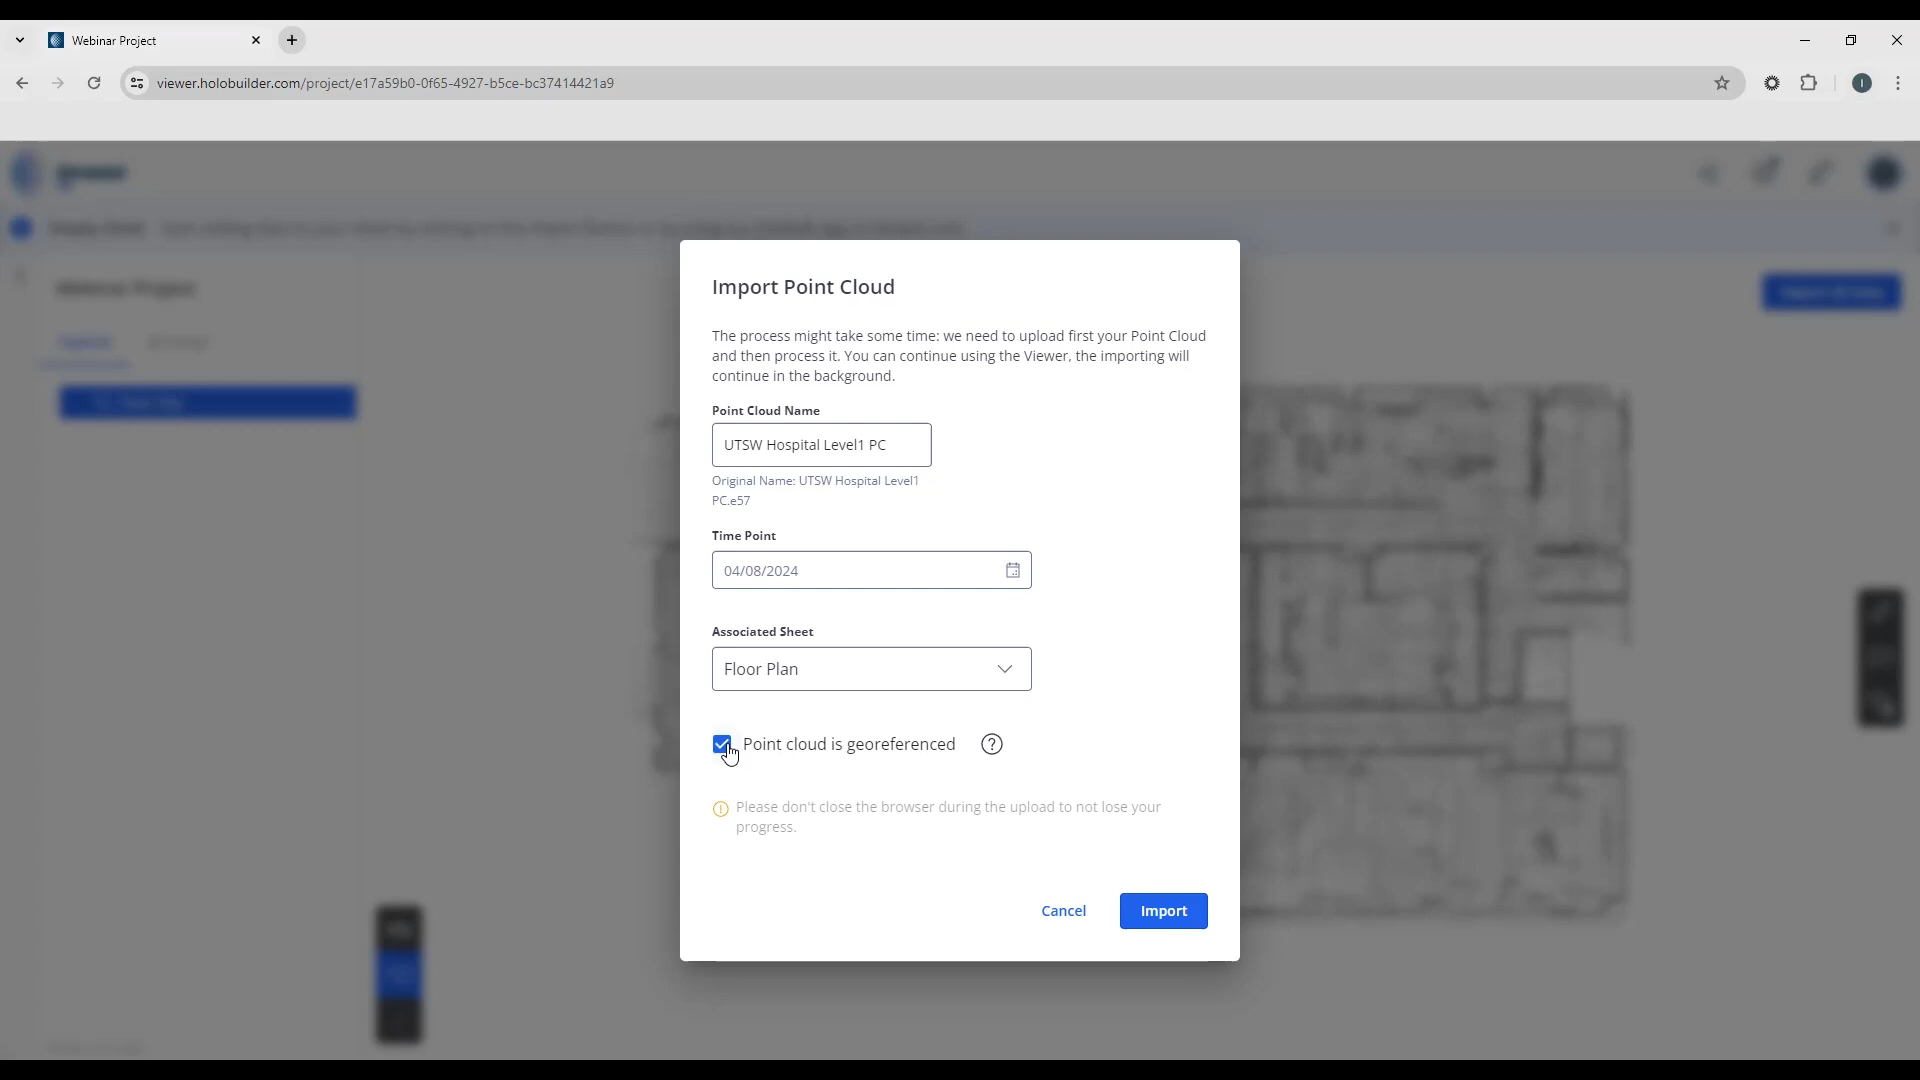 Webinar Project
viewer.holobuilder.com/project/e17a59b0-0f65-4927-b5ce-bc37414421a9
I
Webinar Project
Import Point Cloud
The process might take some time: we need to upload first your Point Cloud
and then process it. You can continue using the Viewer, the importing will
continue in the background.
Point Cloud Name
UTSW Hospital Level1 PC
Original Name: UTSW Hospital Level1
PC.e57
Time Point
04/08/2024
Associated Sheet
Floor Plan
Point cloud is georeferenced
Please don't close the browser during the upload to not lose your
progress.
Cancel
Import